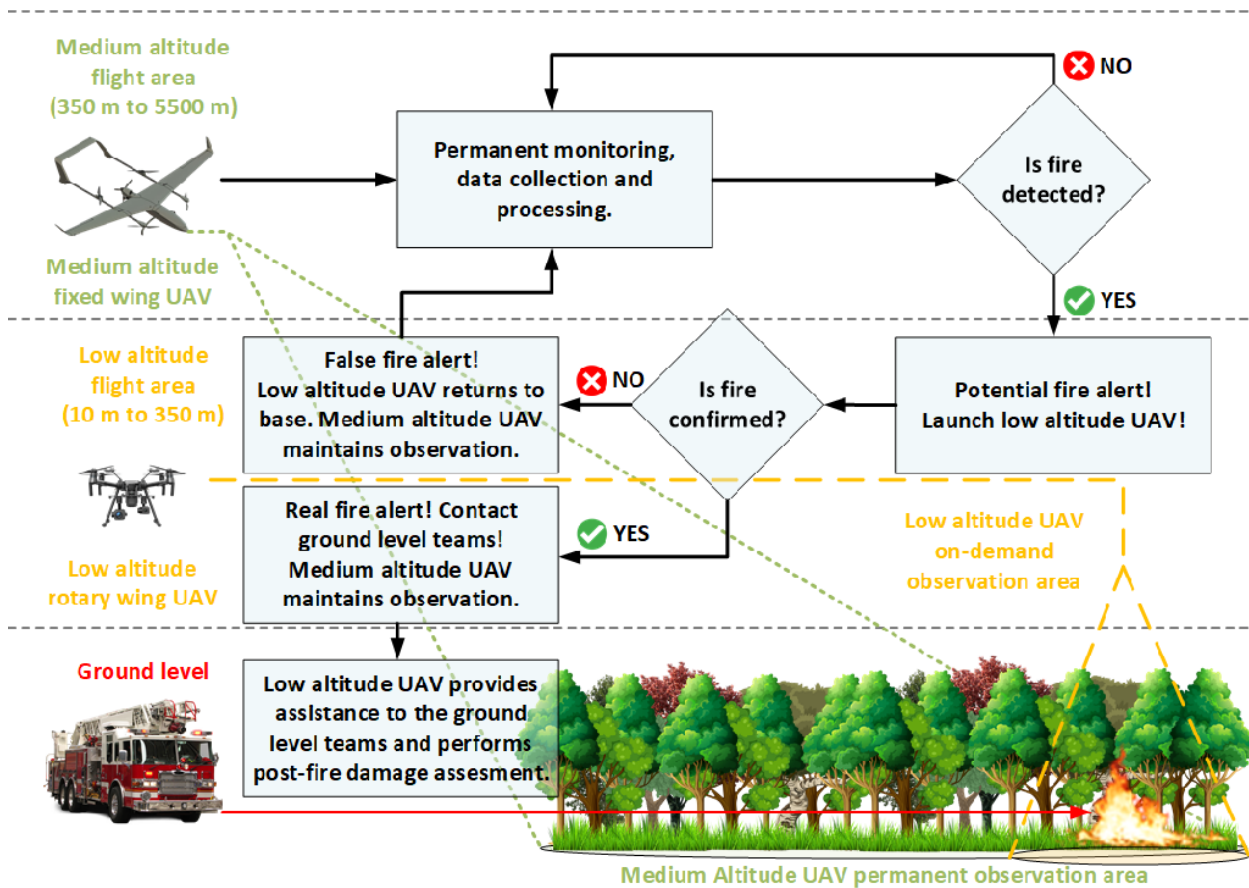 Medium altitude
flight area
(350 m to 5500 m)
NO
Permanent monitoring,
data collection and
processing.
Is fire
detected?
Medium altitude
fixed wing UAV
YES
Low altitude
flight area
(10 m to 350 m)
False fire alert!
Low altitude UAV returns to
base. Medium altitude UAV
maintains observation.
NO
Is fire
confirmed?
Potential fire alert!
Launch low altitude UAV!
Real fire alert! Contact
ground level teams!
Medium altitude UAV
maintains observation.
YES
Low altitude UAV
on-demand
observation area
Low altitude
rotary wing UAV
Ground level
Low altitude UAV provides
assistance to the ground
level teams and performs
post-fire damage assesment.
Medium Altitude UAV permanent observation area